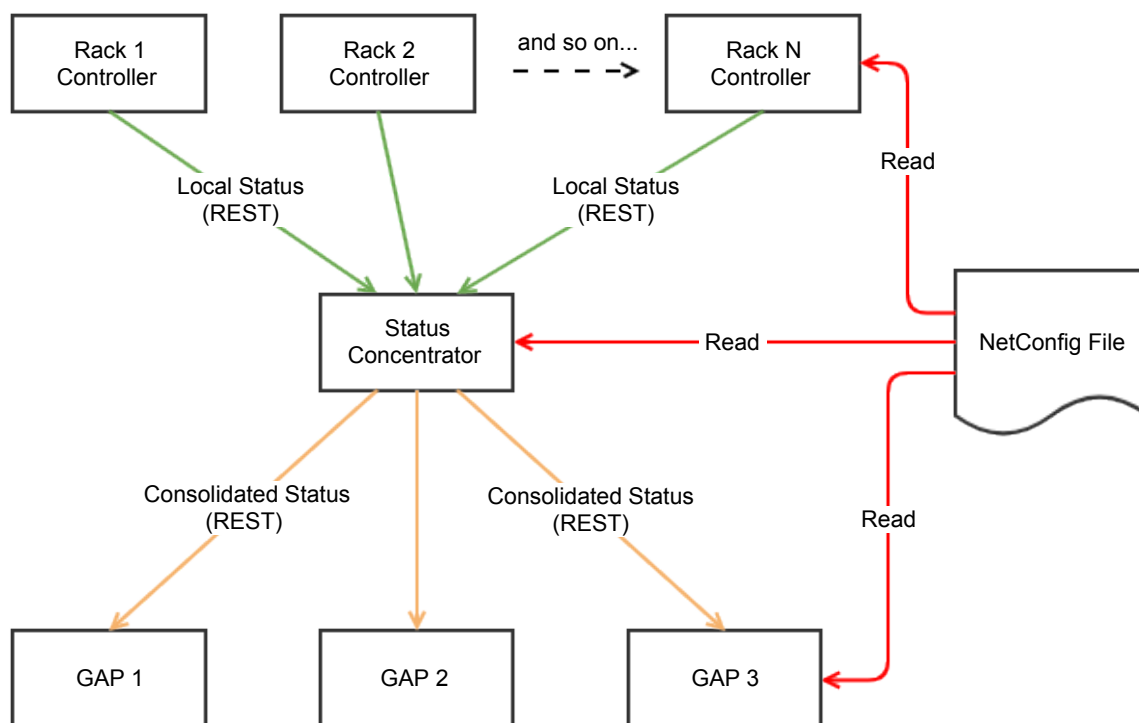 Rack 1
Controller
Rack 2
Controller
and so on...
Rack N
Controller
Read
Local Status
(REST)
Local Status
(REST)
Status
Concentrator
Read
NetConfig File
Consolidated Status
(REST)
Consolidated Status
(REST)
Read
GAP 1
GAP 2
GAP 3